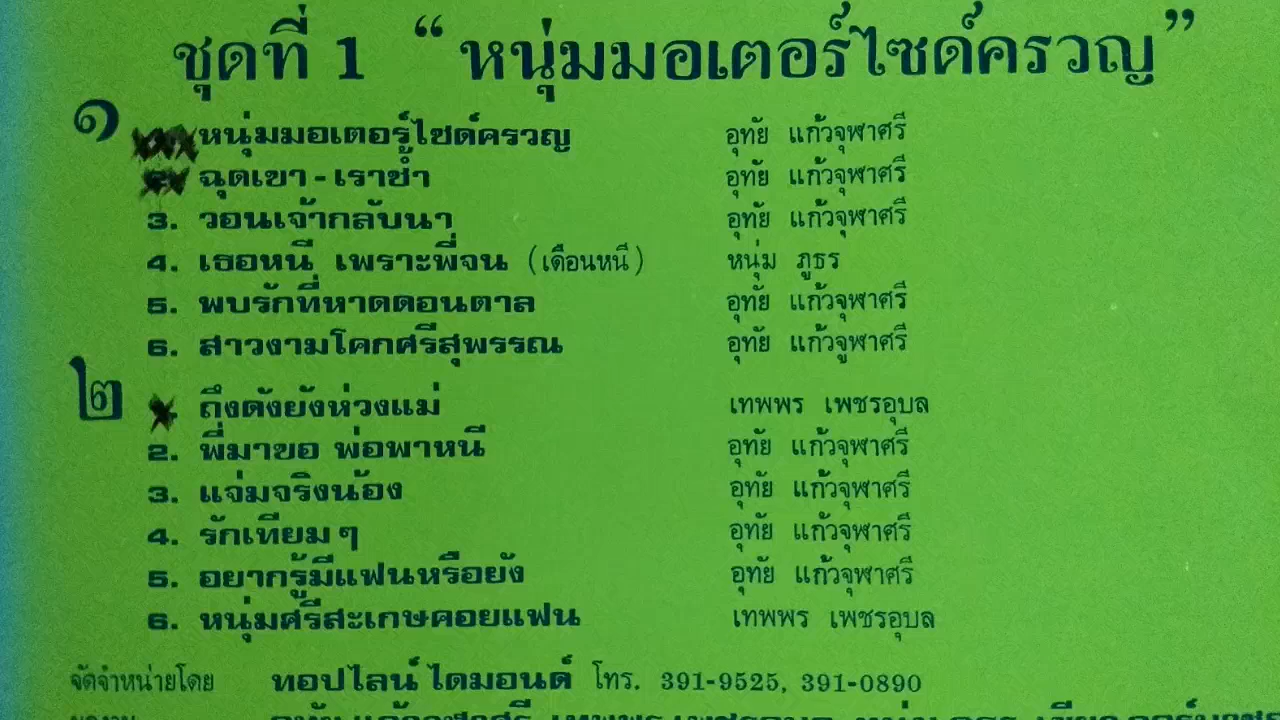 ชุดที่ 1 “หนุ่มมอเตอร์ไซด์ครวญ”
๑ หนุ่มมอเตอร์ไซด์ครวญ อุทัย แก้วจุฬาศรี
ฉุดเขา - เราช้ำ อุทัย แก้วจุฬาศรี
3. วอนเจ้ากลับนา อุทัย แก้วจุฬาศรี
4. เธอหนี เพราะพี่จน (เดือนหนี) หนุ่ม ภูธร
5. พบรักที่หาดดอนตาล อุทัย แก้วจุฬาศรี
6. สาวงามโคกศรีสุพรรณ อุทัย แก้วจูฬาศรี
๒ ถึงดังยังห่วงแม่ เทพพร เพชรอุบล
2. พี่มาขอ พ่อพาหนี อุทัย แก้วจุฬาศรี
3. แจ่มจริงน้อง อุทัย แก้วจุฬาศรี
4. รักเทียม ๆ อุทัย แก้วจุฬาศรี
5. อยากรู้มีแฟนหรือยัง อุทัย แก้วจุฬาศรี
6. หนุ่มศรีสะเกษคอยแฟน เทพพร เพชรอุบล
จัดจำหน่ายโดย ทอปไลน์ ไดมอนด์ โทร. 391-9525, 391-0890